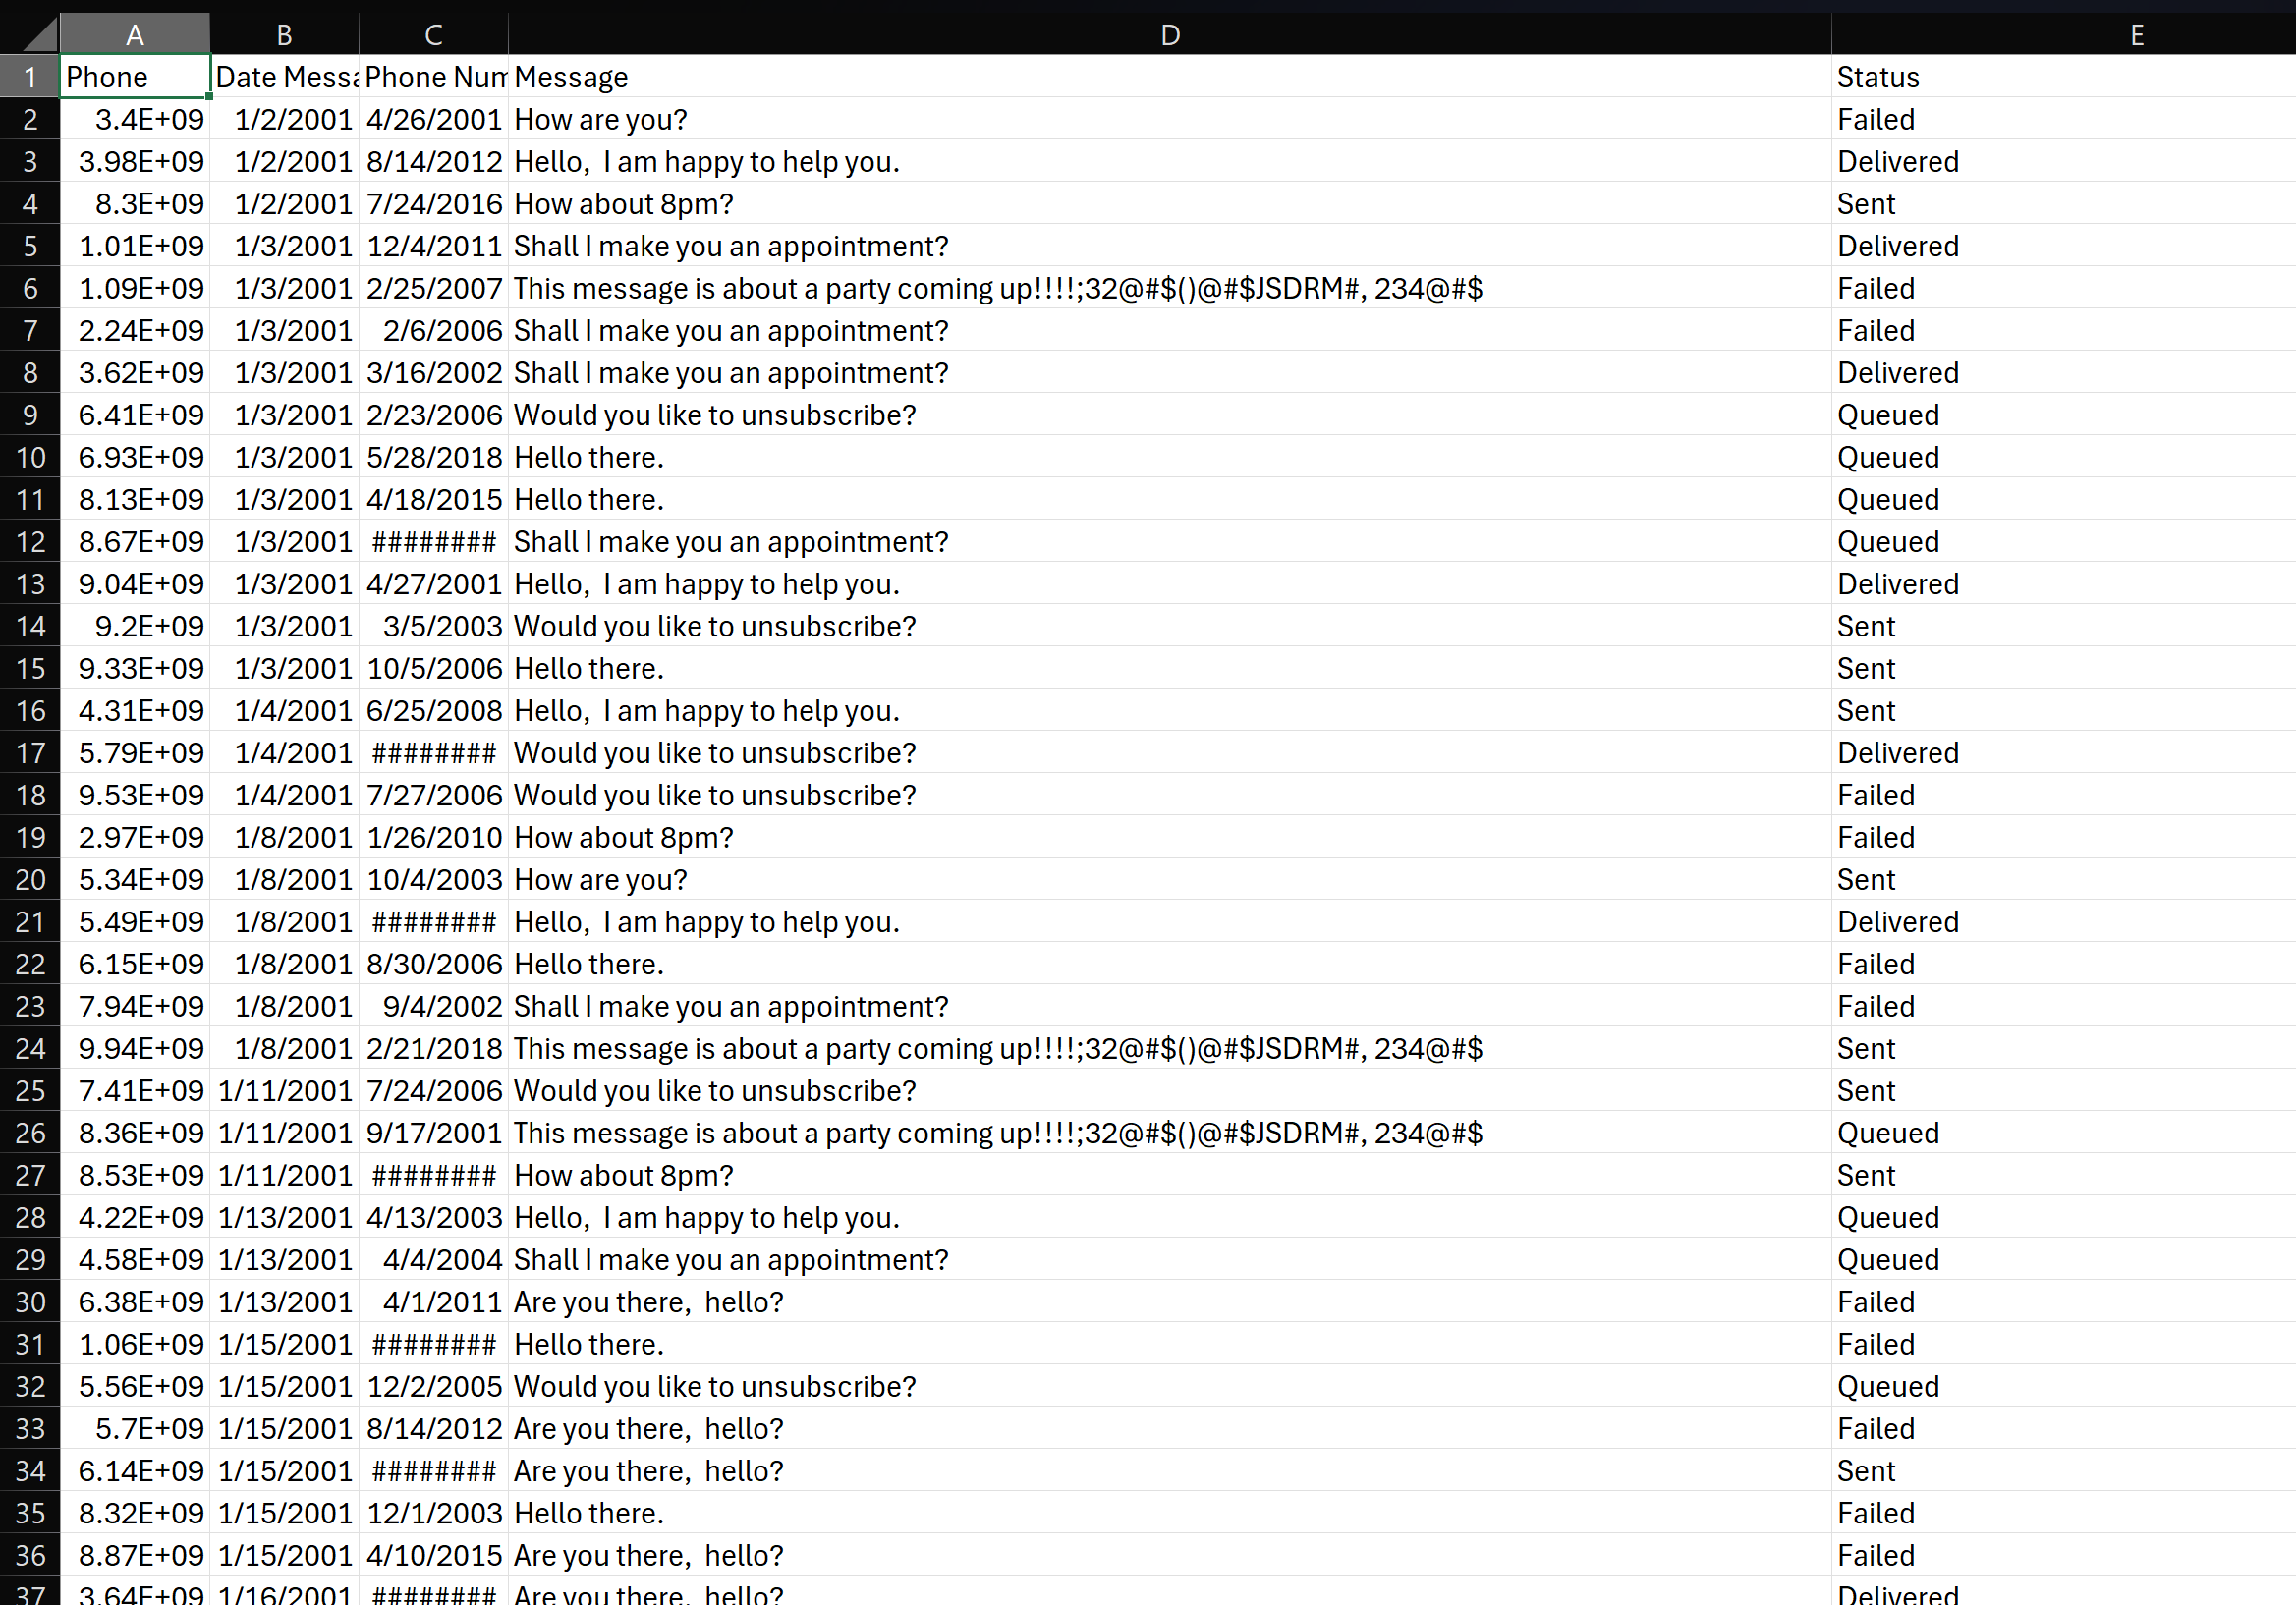 A B C D E
1 Phone Date Messa Phone Num Message Status
2 3.4E+09 1/2/2001 4/26/2001 How are you? Failed
3 3.98E+09 1/2/2001 8/14/2012 Hello,  I am happy to help you. Delivered
4 8.3E+09 1/2/2001 7/24/2016 How about 8pm? Sent
5 1.01E+09 1/3/2001 12/4/2011 Shall I make you an appointment? Delivered
6 1.09E+09 1/3/2001 2/25/2007 This message is about a party coming up!!!!;32@#$()@#$JSDRM#, 234@#$ Failed
7 2.24E+09 1/3/2001 2/6/2006 Shall I make you an appointment? Failed
8 3.62E+09 1/3/2001 3/16/2002 Shall I make you an appointment? Delivered
9 6.41E+09 1/3/2001 2/23/2006 Would you like to unsubscribe? Queued
10 6.93E+09 1/3/2001 5/28/2018 Hello there. Queued
11 8.13E+09 1/3/2001 4/18/2015 Hello there. Queued
12 8.67E+09 1/3/2001 ######## Shall I make you an appointment? Queued
13 9.04E+09 1/3/2001 4/27/2001 Hello,  I am happy to help you. Delivered
14 9.2E+09 1/3/2001 3/5/2003 Would you like to unsubscribe? Sent
15 9.33E+09 1/3/2001 10/5/2006 Hello there. Sent
16 4.31E+09 1/4/2001 6/25/2008 Hello,  I am happy to help you. Sent
17 5.79E+09 1/4/2001 ######## Would you like to unsubscribe? Delivered
18 9.53E+09 1/4/2001 7/27/2006 Would you like to unsubscribe? Failed
19 2.97E+09 1/8/2001 1/26/2010 How about 8pm? Failed
20 5.34E+09 1/8/2001 10/4/2003 How are you? Sent
21 5.49E+09 1/8/2001 ######## Hello,  I am happy to help you. Delivered
22 6.15E+09 1/8/2001 8/30/2006 Hello there. Failed
23 7.94E+09 1/8/2001 9/4/2002 Shall I make you an appointment? Failed
24 9.94E+09 1/8/2001 2/21/2018 This message is about a party coming up!!!!;32@#$()@#$JSDRM#, 234@#$ Sent
25 7.41E+09 1/11/2001 7/24/2006 Would you like to unsubscribe? Sent
26 8.36E+09 1/11/2001 9/17/2001 This message is about a party coming up!!!!;32@#$()@#$JSDRM#, 234@#$ Queued
27 8.53E+09 1/11/2001 ######## How about 8pm? Sent
28 4.22E+09 1/13/2001 4/13/2003 Hello,  I am happy to help you. Queued
29 4.58E+09 1/13/2001 4/4/2004 Shall I make you an appointment? Queued
30 6.38E+09 1/13/2001 4/1/2011 Are you there,  hello? Failed
31 1.06E+09 1/15/2001 ######## Hello there. Failed
32 5.56E+09 1/15/2001 12/2/2005 Would you like to unsubscribe? Queued
33 5.7E+09 1/15/2001 8/14/2012 Are you there,  hello? Failed
34 6.14E+09 1/15/2001 ######## Are you there,  hello? Sent
35 8.32E+09 1/15/2001 12/1/2003 Hello there. Failed
36 8.87E+09 1/15/2001 4/10/2015 Are you there,  hello? Failed
37 3.64E+09 1/16/2001 ######## Are you there,  hello? Delivered